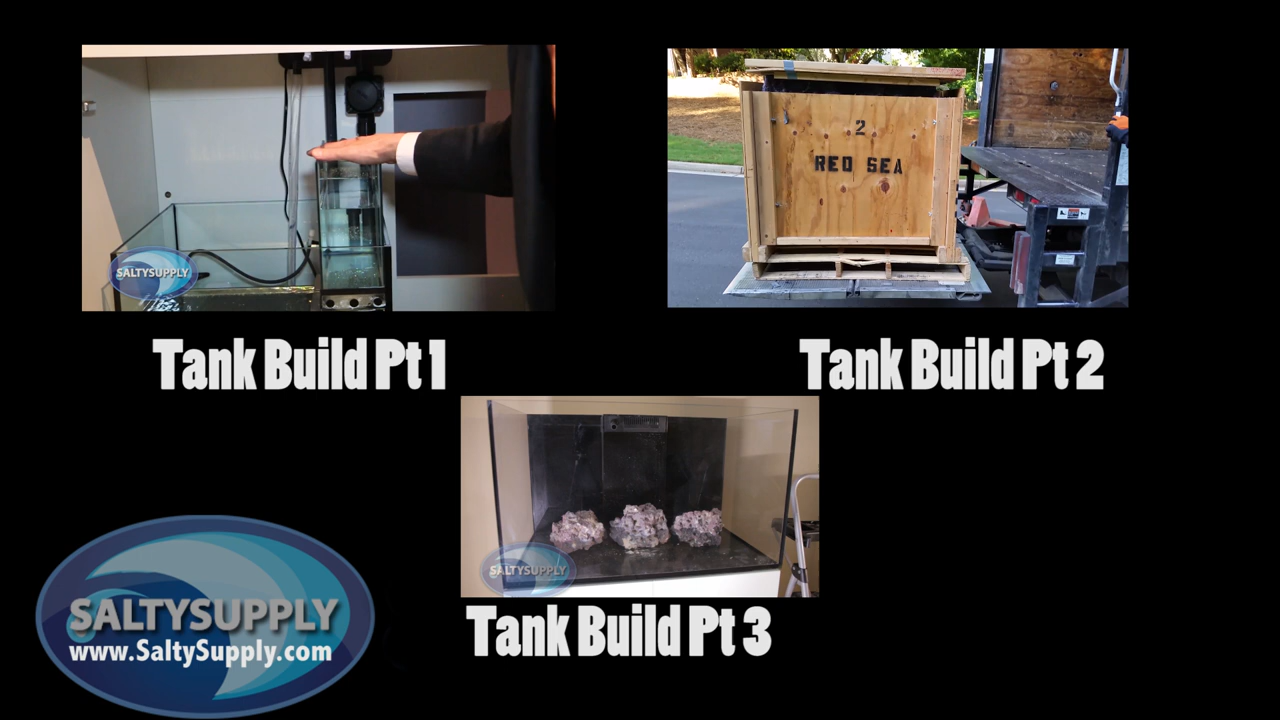 SALTYSUPPLY
2
RED SEA
Tank Build Pt 1
Tank Build Pt 2
SALTYSUPPLY
Tank Build Pt 3
SALTYSUPPLY
www.SaltySupply.com